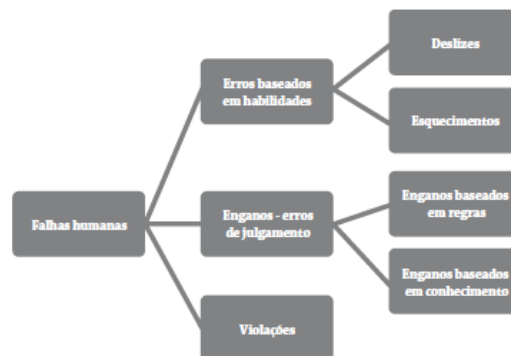 Deslizes
Erros baseados
em habilidades
Esquecimentos
Falhas humanas
Enganos - erros
de julgamento
Enganos baseados
em regras
Enganos baseados
em conhecimento
Violações